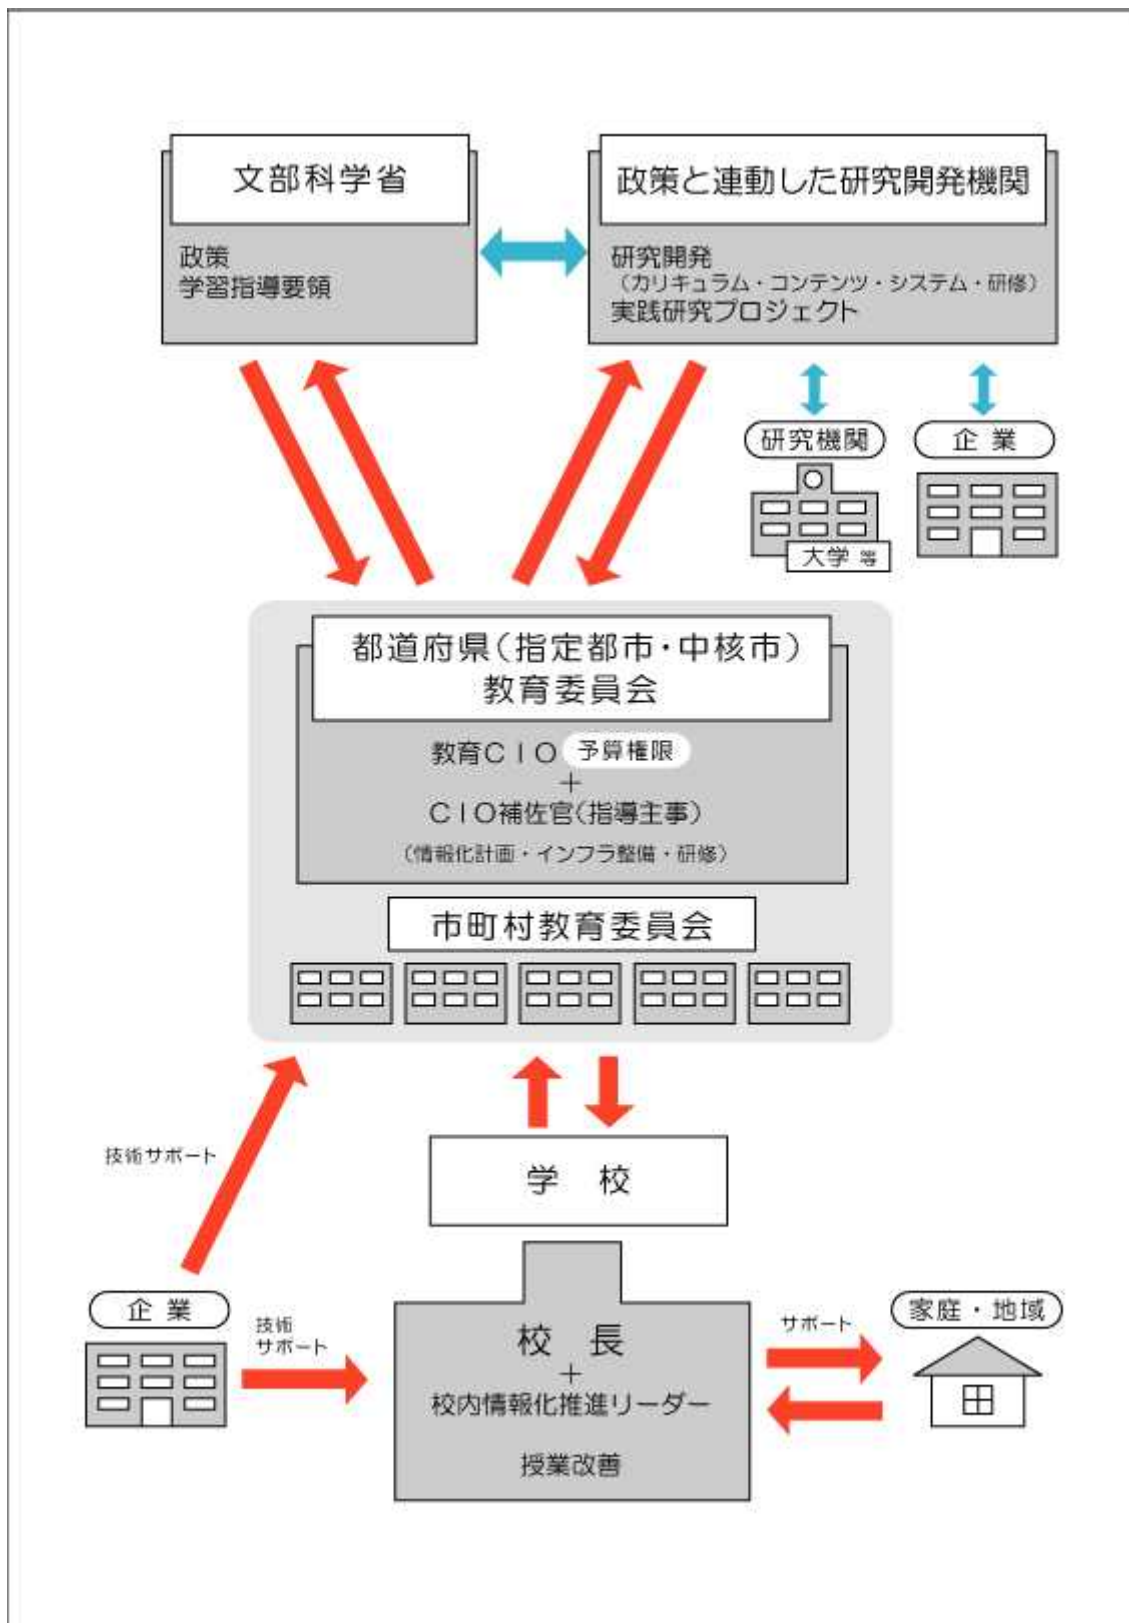 文部科学省
政策
学習指導要領
政策と連動した研究開発機関
研究開発
（カリキュラム・コンテンツ・システム・研修）
実践研究プロジェクト
研究機関
大学 等
企業
都道府県（指定都市・中核市）
教育委員会
教育CIO 予算権限
＋
CIO補佐官（指導主事）
（情報化計画・インフラ整備・研修）
市町村教育委員会
技術サポート
学校
企業
技術
サポート
校長
＋
校内情報化推進リーダー
授業改善
サポート
家庭・地域